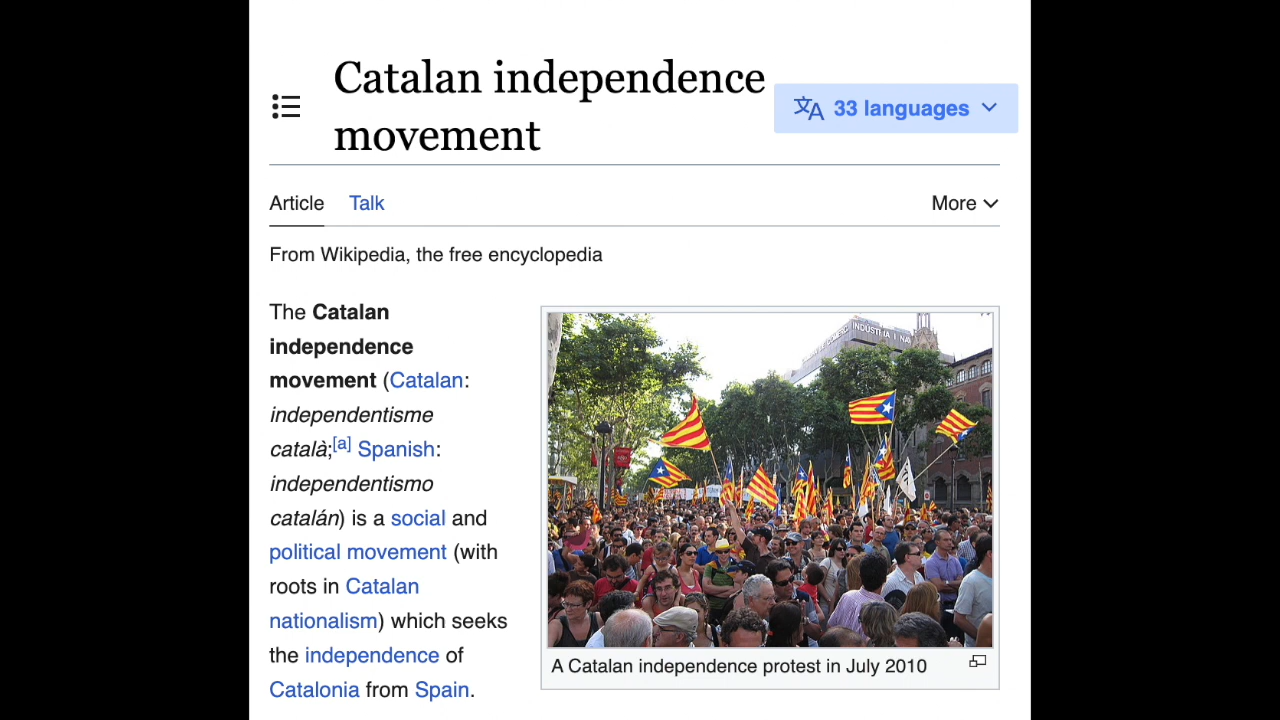 Catalan independence
movement
33 languages
Article Talk More
From Wikipedia, the free encyclopedia
The Catalan
independence
movement (Catalan:
independentisme
català;[a] Spanish:
independentismo
catalán) is a social and
political movement (with
roots in Catalan
nationalism) which seeks
the independence of
Catalonia from Spain.
INDÚSTRIA I NA
A Catalan independence protest in July 2010